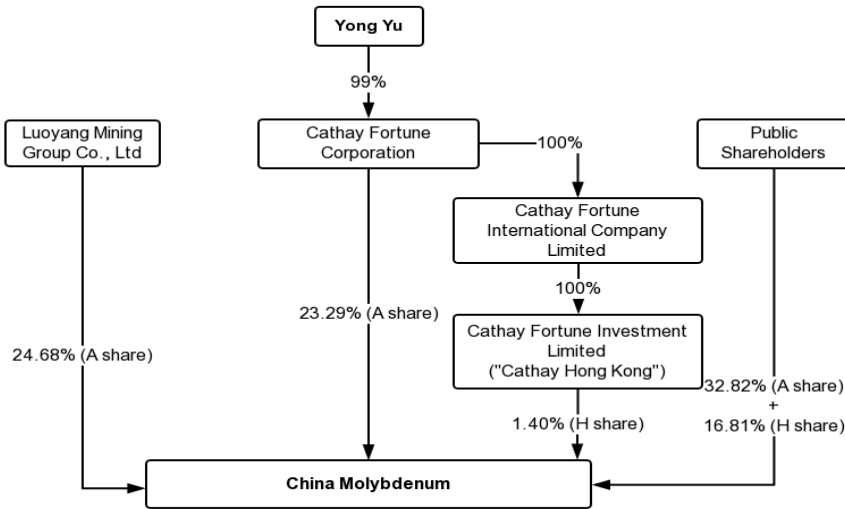 Yong Yu
99%
Luoyang Mining
Group Co., Ltd
Cathay Fortune
Corporation
100%
Public
Shareholders
Cathay Fortune
International Company
Limited
100%
23.29% (A share)
Cathay Fortune Investment
Limited
("Cathay Hong Kong")
24.68% (A share)
32.82% (A share)
+
16.81% (H share)
1.40% (H share)
China Molybdenum